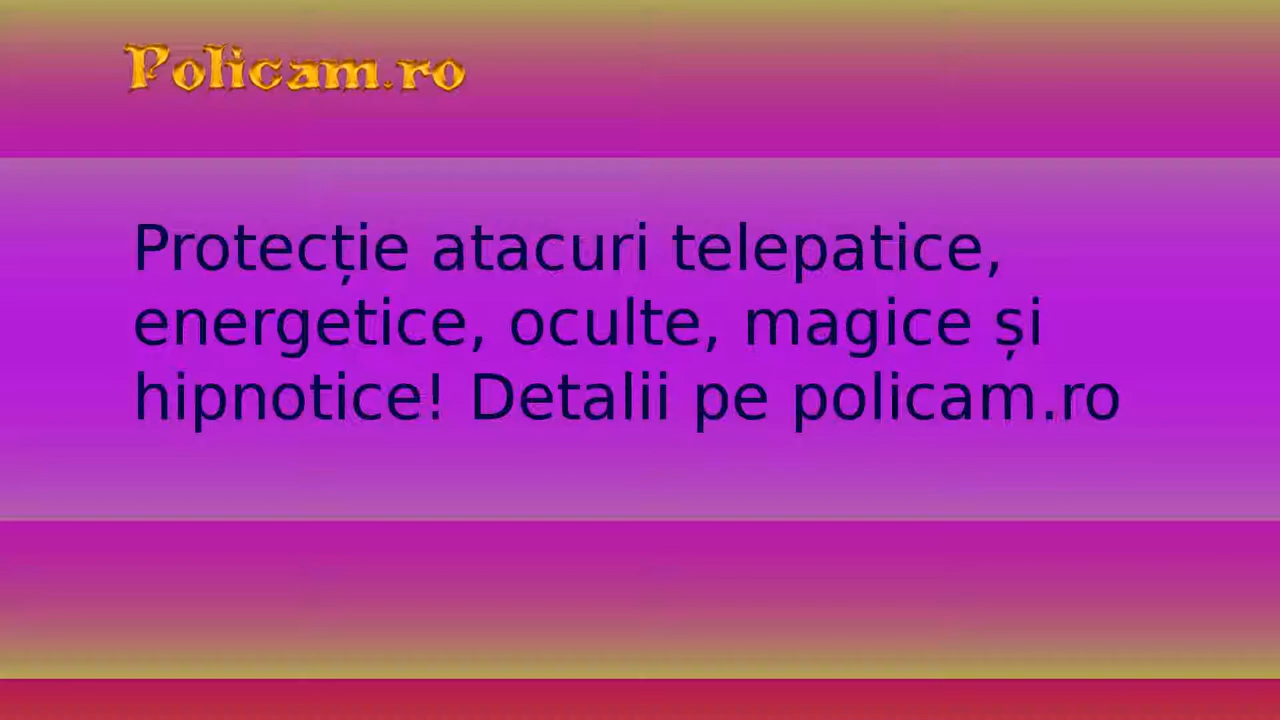 Policam.ro
Protecție atacuri telepatice,
energetice, oculte, magice și
hipnotice! Detalii pe policam.ro